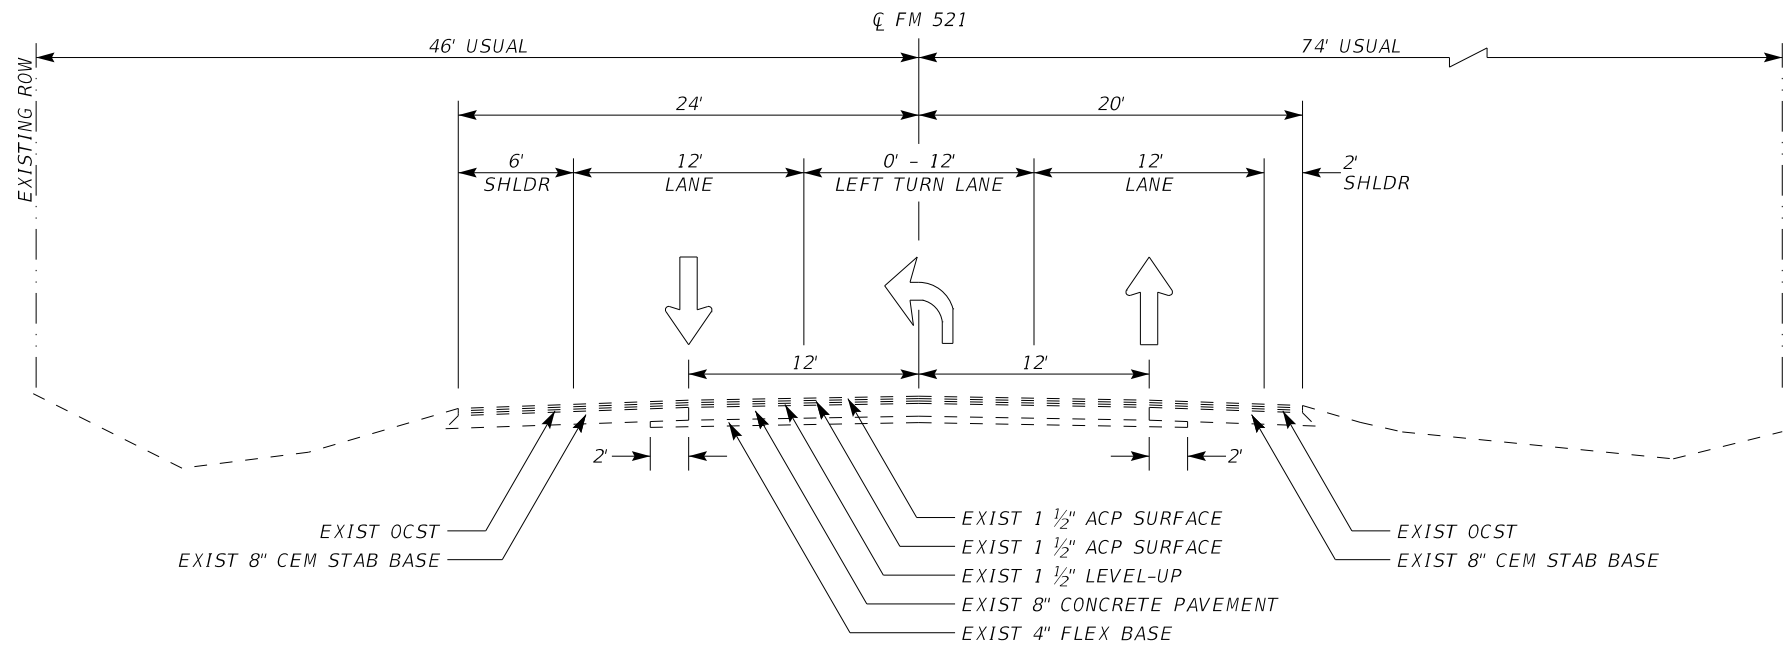 ℄ FM 521
46' USUAL
74' USUAL
EXISTING ROW
24'
20'
6'
SHLDR
12'
LANE
0' - 12'
LEFT TURN LANE
12'
LANE
2'
SHLDR
12'
12'
2'
2'
EXIST OCST
EXIST 8" CEM STAB BASE
EXIST 1 ½" ACP SURFACE
EXIST 1 ½" ACP SURFACE
EXIST 1 ½" LEVEL-UP
EXIST 8" CONCRETE PAVEMENT
EXIST 4" FLEX BASE
EXIST OCST
EXIST 8" CEM STAB BASE